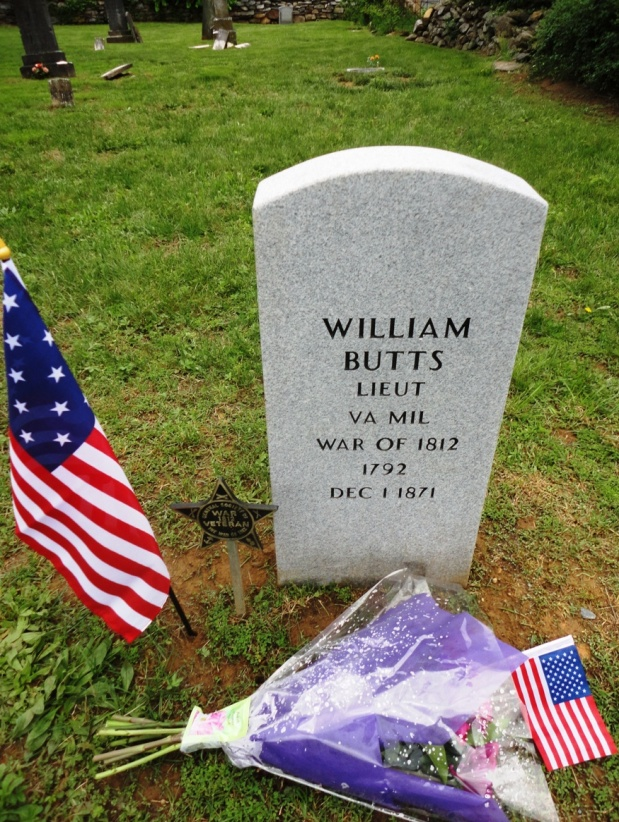 WILLIAM
BUTTS
LIEUT
VA MIL
WAR OF 1812
1792
DEC 1 1871
WAR
VETERAN